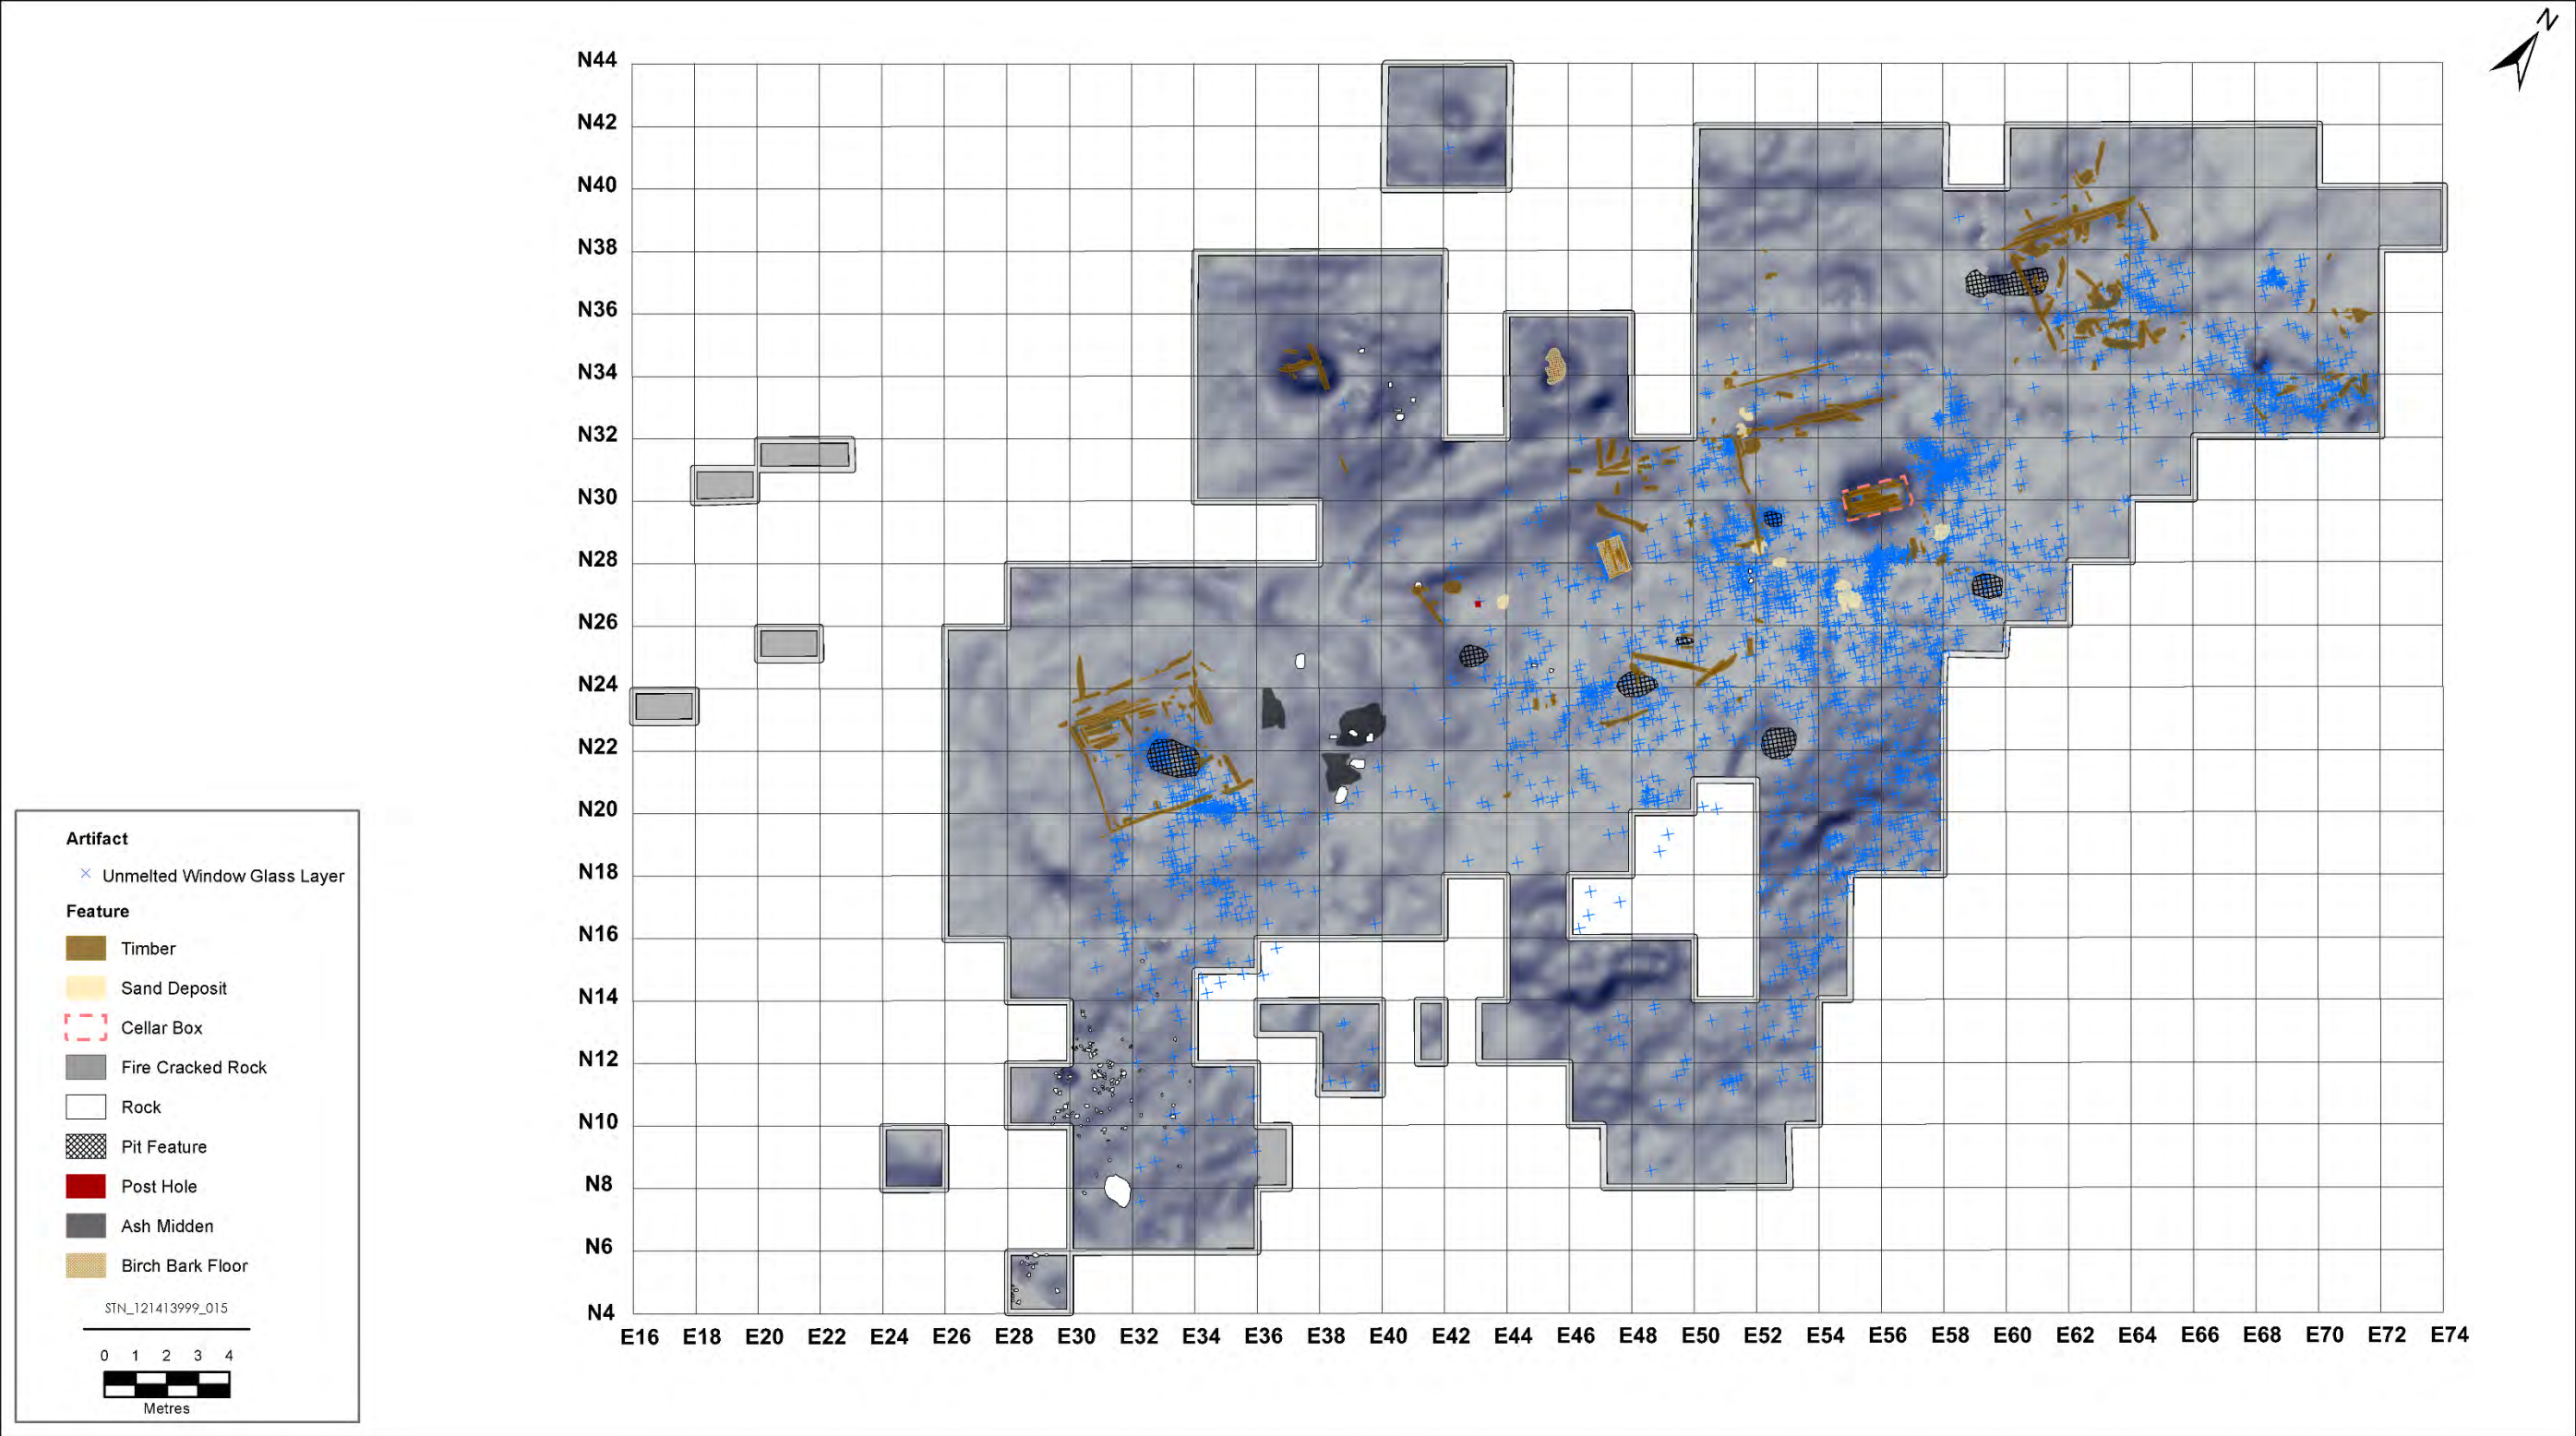 N
N44
N42
N40
N38
N36
N34
N32
N30
N28
N26
N24
N22
N20
N18
N16
N14
N12
N10
N8
N6
N4
E16 E18 E20 E22 E24 E26 E28 E30 E32 E34 E36 E38 E40 E42 E44 E46 E48 E50 E52 E54 E56 E58 E60 E62 E64 E66 E68 E70 E72 E74
Artifact
Unmelted Window Glass Layer
Feature
Timber
Sand Deposit
Cellar Box
Fire Cracked Rock
Rock
Pit Feature
Post Hole
Ash Midden
Birch Bark Floor
STN_121413999_015
0 1 2 3 4
Metres